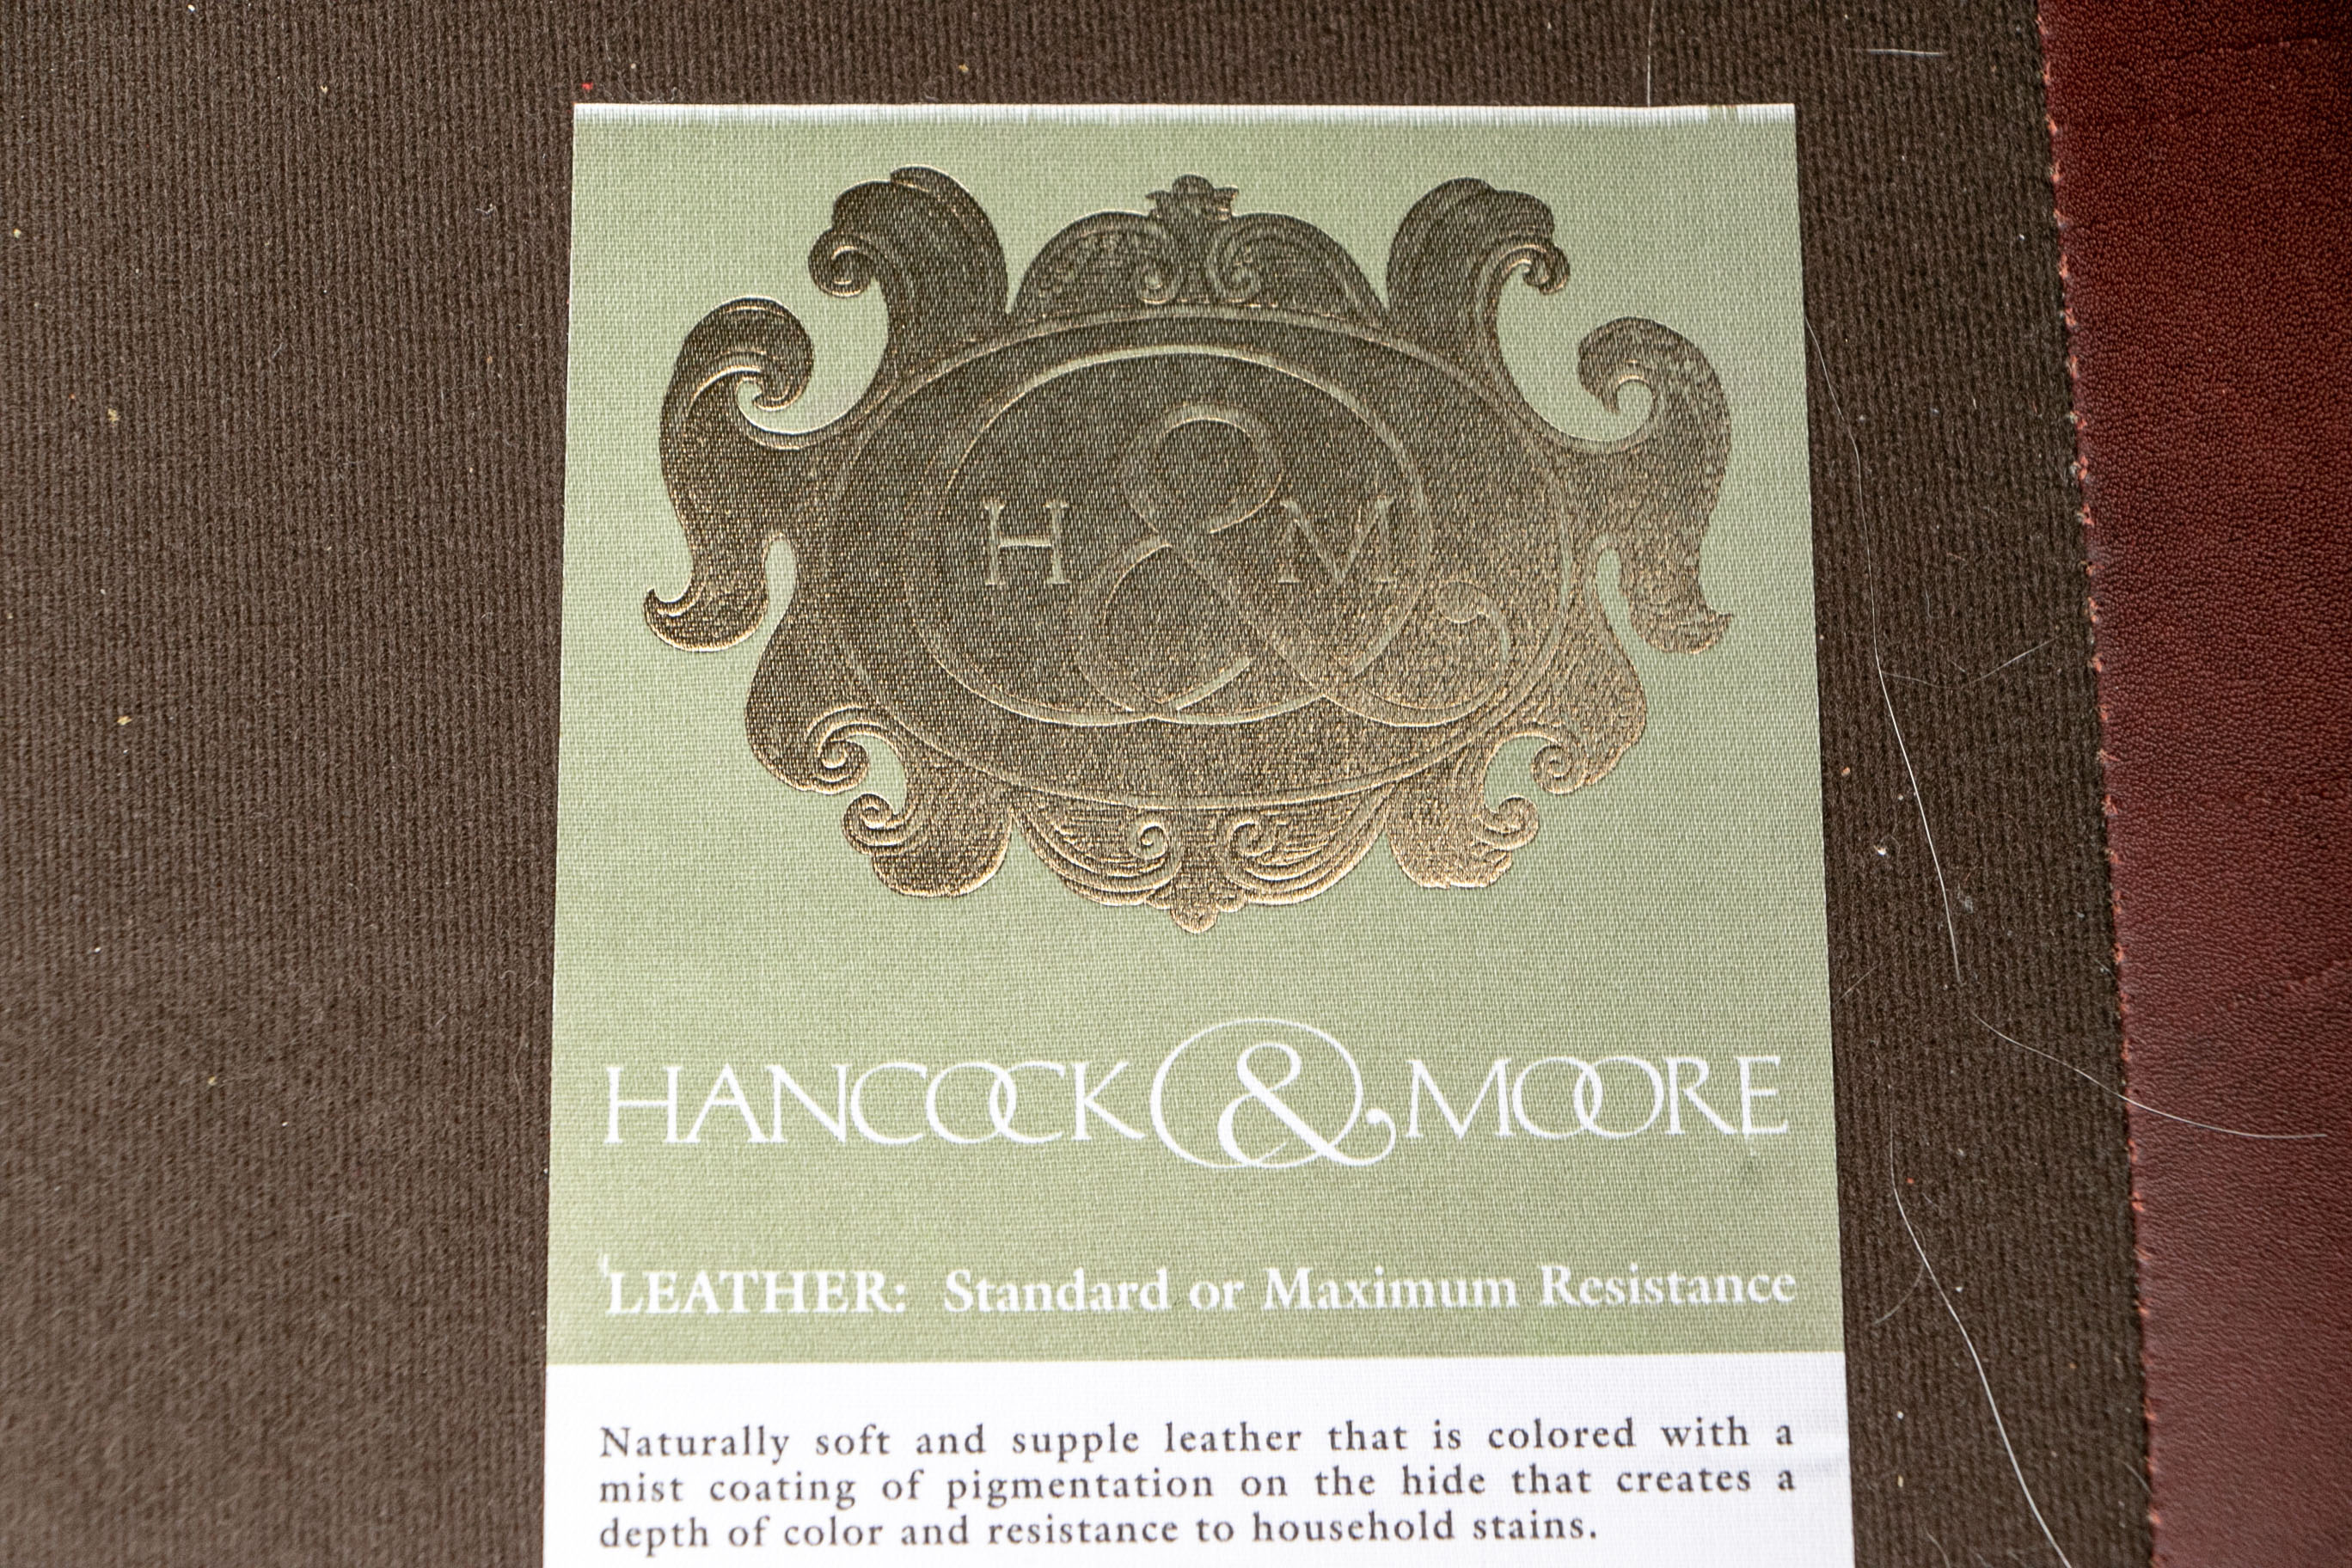 H & M
HANCOCK & MOORE
LEATHER: Standard or Maximum Resistance
Naturally soft and supple leather that is colored with a
mist coating of pigmentation on the hide that creates a
depth of color and resistance to household stains.